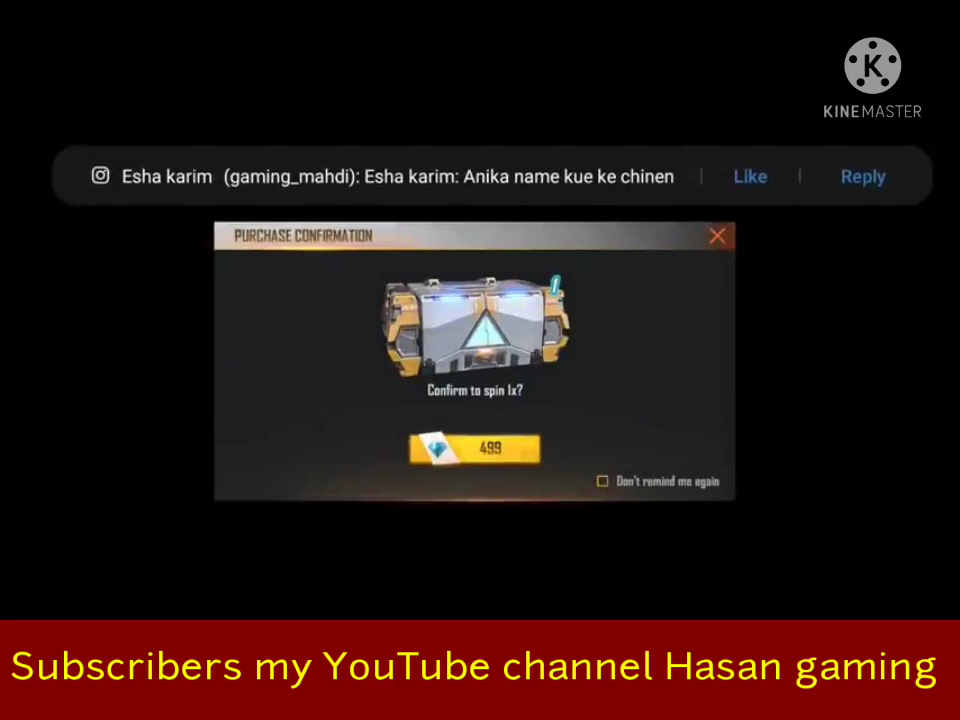 K
KINEMASTER
Esha karim (gaming_mahdi): Esha karim: Anika name kue ke chinen | Like | Reply
PURCHASE CONFIRMATION
1
Confirm to spin 1x?
499
Don't remind me again
Subscribers my YouTube channel Hasan gaming